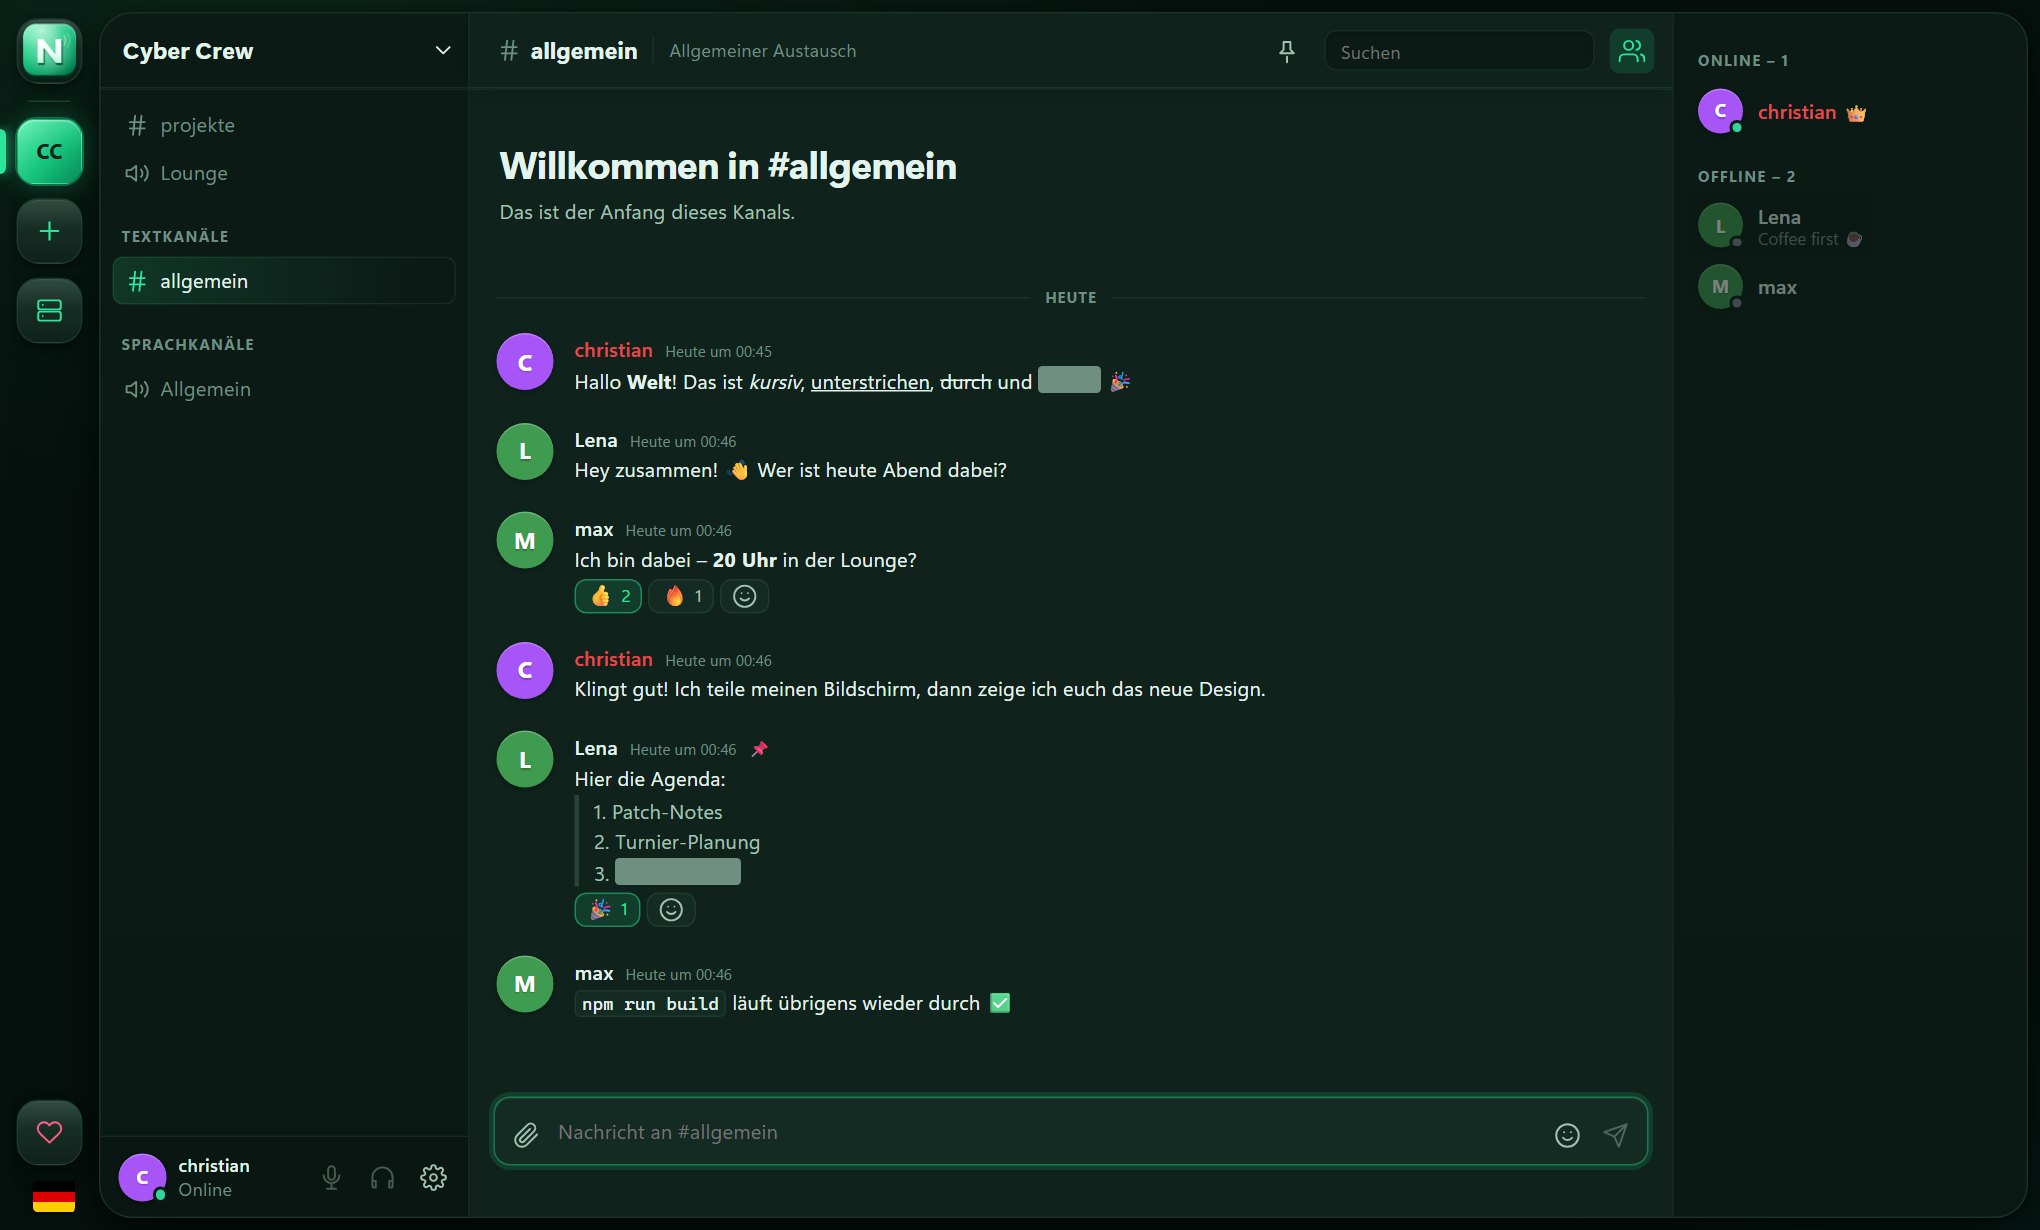 N
Cyber Crew
CC
# projekte
Lounge
TEXTKANÄLE
# allgemein
SPRACHKANÄLE
Allgemein
C
christian
Online
# allgemein
Allgemeiner Austausch
Suchen
Willkommen in #allgemein
Das ist der Anfang dieses Kanals.
HEUTE
C
christian Heute um 00:45
Hallo Welt! Das ist kursiv, unterstrichen, durch und 🎉
L
Lena Heute um 00:46
Hey zusammen! 👋 Wer ist heute Abend dabei?
M
max Heute um 00:46
Ich bin dabei – 20 Uhr in der Lounge?
👍 2 🔥 1
C
christian Heute um 00:46
Klingt gut! Ich teile meinen Bildschirm, dann zeige ich euch das neue Design.
L
Lena Heute um 00:46 📌
Hier die Agenda:
1. Patch-Notes
2. Turnier-Planung
3.
🎉 1
M
max Heute um 00:46
npm run build läuft übrigens wieder durch ✅
Nachricht an #allgemein
ONLINE – 1
C
christian 👑
OFFLINE – 2
L
Lena
Coffee first ☕
M
max